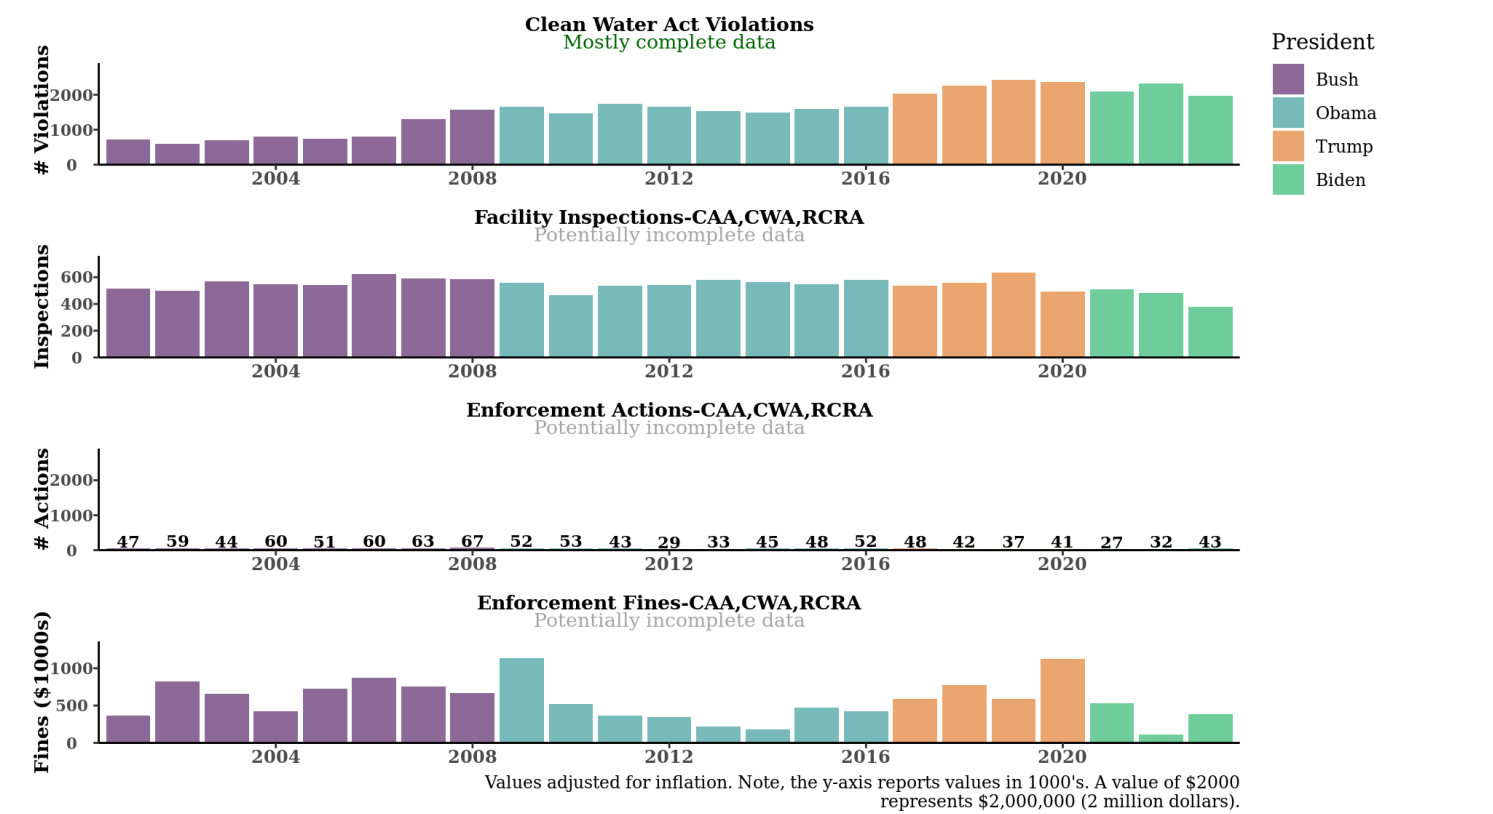 Clean Water Act Violations
Mostly complete data
# Violations
2000
1000
0
2004 2008 2012 2016 2020
President
Bush
Obama
Trump
Biden
Facility Inspections-CAA,CWA,RCRA
Potentially incomplete data
Inspections
600
400
200
0
2004 2008 2012 2016 2020
Enforcement Actions-CAA,CWA,RCRA
Potentially incomplete data
# Actions
2000
1000
0
47 59 44 60 51 60 63 67 52 53 43 29 33 45 48 52 48 42 37 41 27 32 43
2004 2008 2012 2016 2020
Enforcement Fines-CAA,CWA,RCRA
Potentially incomplete data
Fines ($1000s)
1000
500
0
2004 2008 2012 2016 2020
Values adjusted for inflation. Note, the y-axis reports values in 1000's. A value of $2000
represents $2,000,000 (2 million dollars).